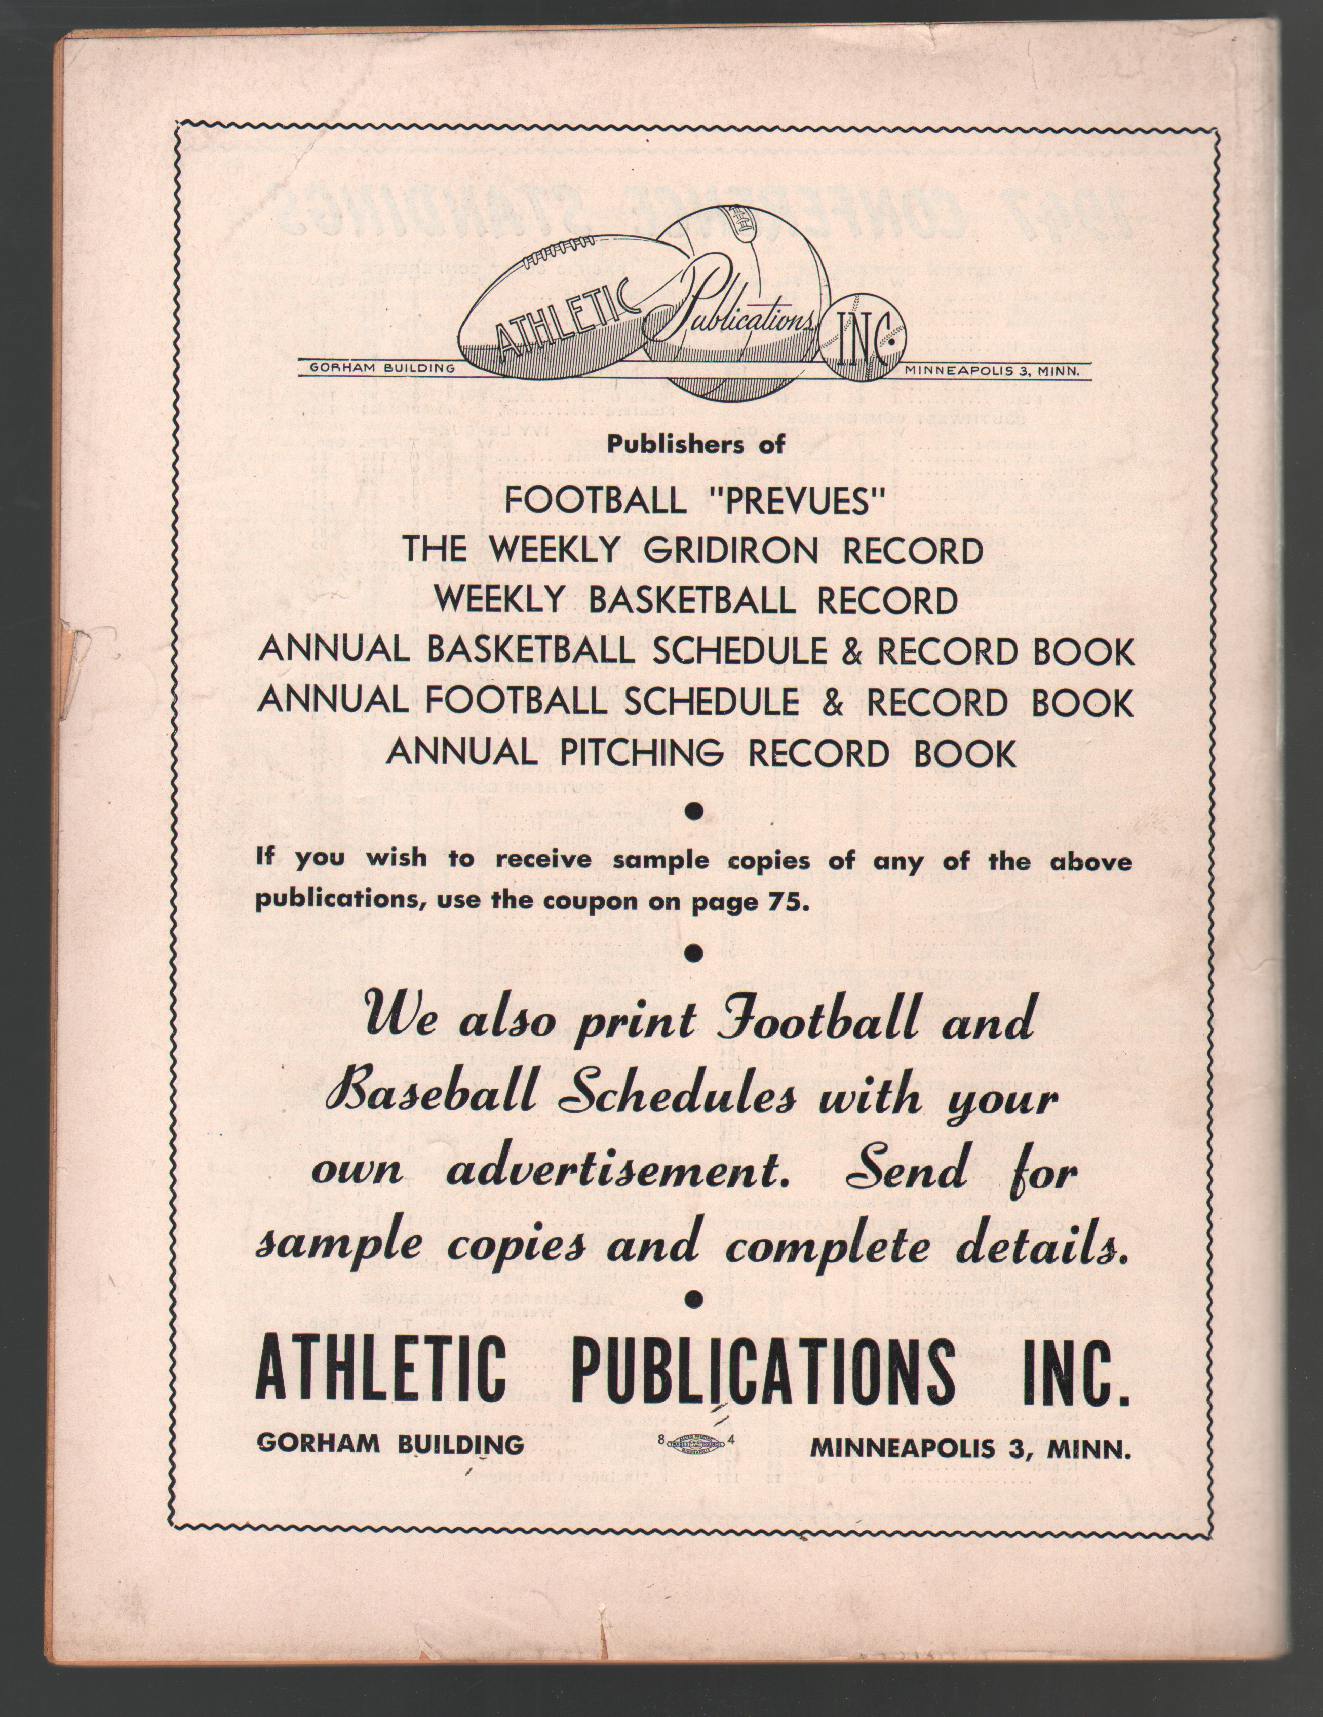 ATHLETIC Publications INC.
GORHAM BUILDING MINNEAPOLIS 3, MINN.
Publishers of
FOOTBALL "PREVUES"
THE WEEKLY GRIDIRON RECORD
WEEKLY BASKETBALL RECORD
ANNUAL BASKETBALL SCHEDULE & RECORD BOOK
ANNUAL FOOTBALL SCHEDULE & RECORD BOOK
ANNUAL PITCHING RECORD BOOK
If you wish to receive sample copies of any of the above
publications, use the coupon on page 75.
We also print Football and
Baseball Schedules with your
own advertisement. Send for
sample copies and complete details.
ATHLETIC PUBLICATIONS INC.
GORHAM BUILDING 8 4 MINNEAPOLIS 3, MINN.